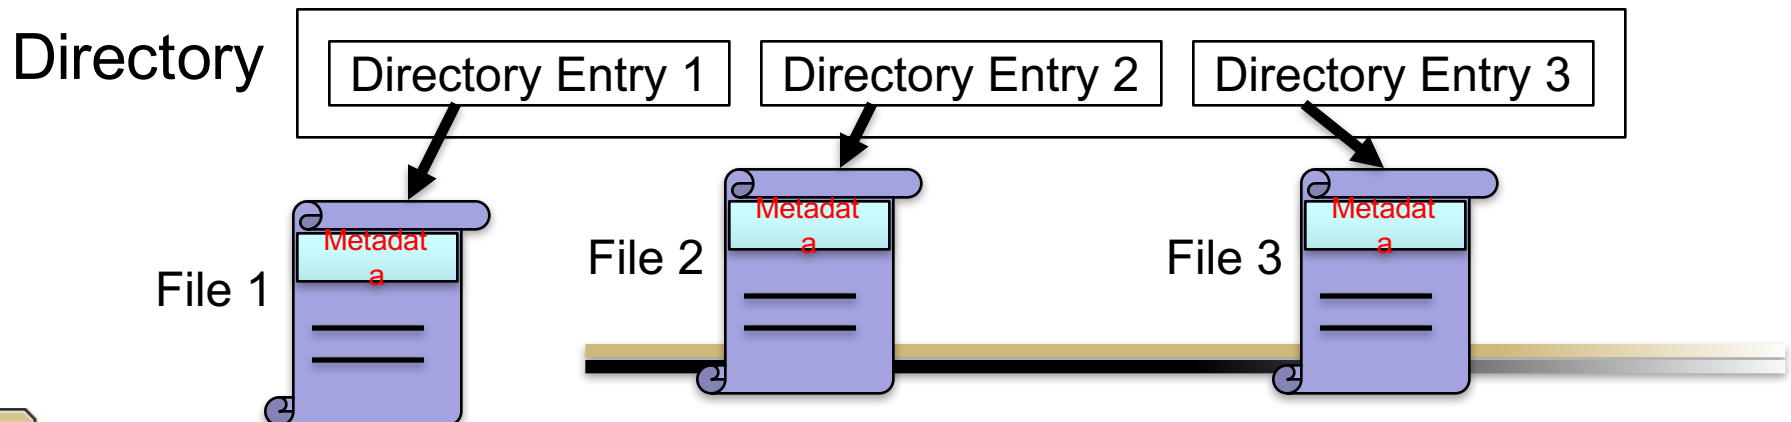 Directory
Directory Entry 1
Directory Entry 2
Directory Entry 3
File 1
Metadat
a
File 2
Metadat
a
File 3
Metadat
a